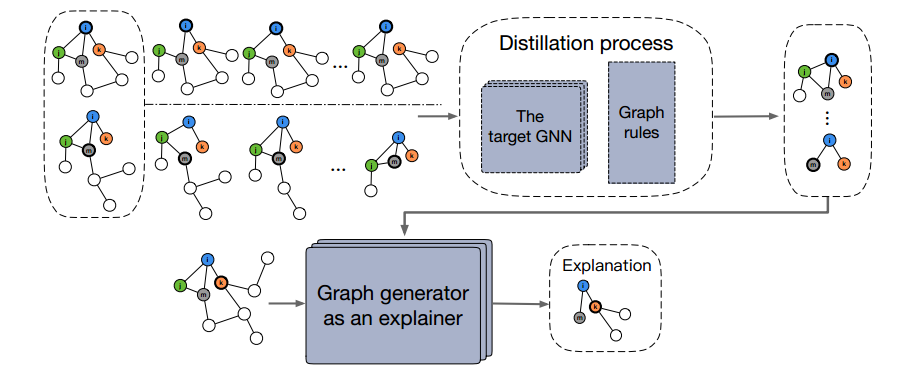 i
j
k
m
i
j
k
m
i
j
k
m
...
i
j
k
m
Distillation process
The
target GNN
Graph
rules
i
j
k
m
i
j
k
m
i
j
k
m
i
j
k
m
...
i
j
k
m
...
i
m
k
i
j
k
m
Graph generator
as an explainer
Explanation
i
k
m